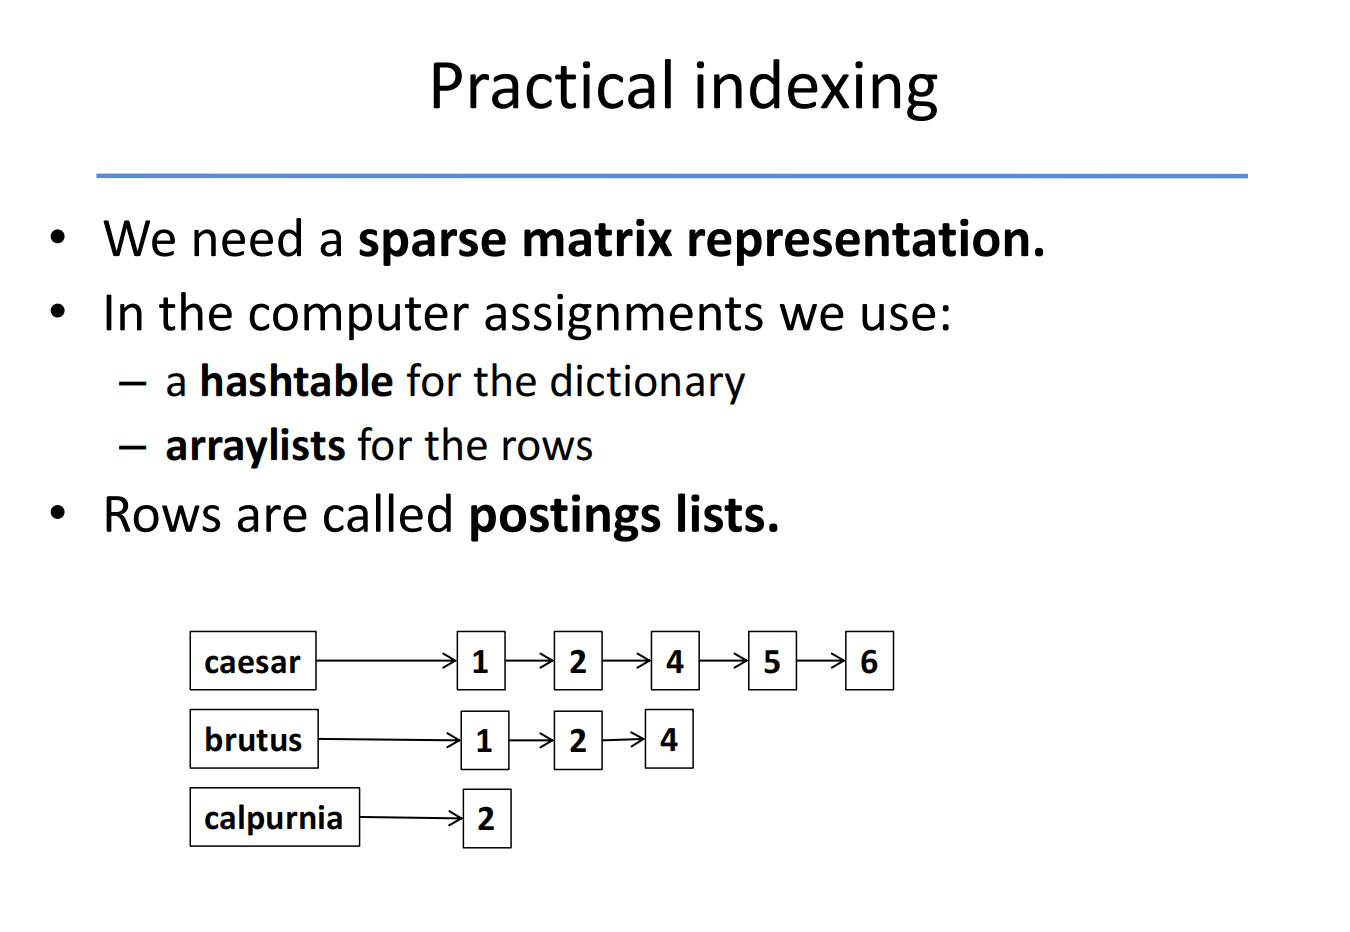 Practical indexing
• We need a sparse matrix representation.
• In the computer assignments we use:
– a hashtable for the dictionary
– arraylists for the rows
• Rows are called postings lists.
caesar 1 2 4 5 6
brutus 1 2 4
calpurnia 2